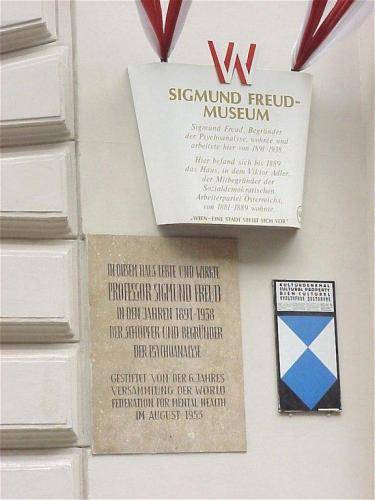 W
SIGMUND FREUD-
MUSEUM
Sigmund Freud, Begründer
der Psychoanalyse, wohnte und
arbeitete hier von 1891-1938.
Hier befand sich bis 1889
das Haus, in dem Viktor Adler,
der Mitbegründer der
Sozialdemokratischen
Arbeiterpartei Österreichs,
von 1881-1889 wohnte.
„WIEN – EINE STADT STELLT SICH VOR"
IN DIESEM HAUS LEBTE UND WIRKTE
PROFESSOR SIGMUND FREUD
IN DEN JAHREN 1891-1938
DER SCHÖPFER UND BEGRÜNDER
DER PSYCHOANALYSE
GESTIFTET VON DER 6. JAHRES
VERSAMMLUNG DER WORLD
FEDERATION FOR MENTAL HEALTH
IM AUGUST 1953
KULTURDENKMAL
CULTURAL PROPERTY
BIEN CULTUREL